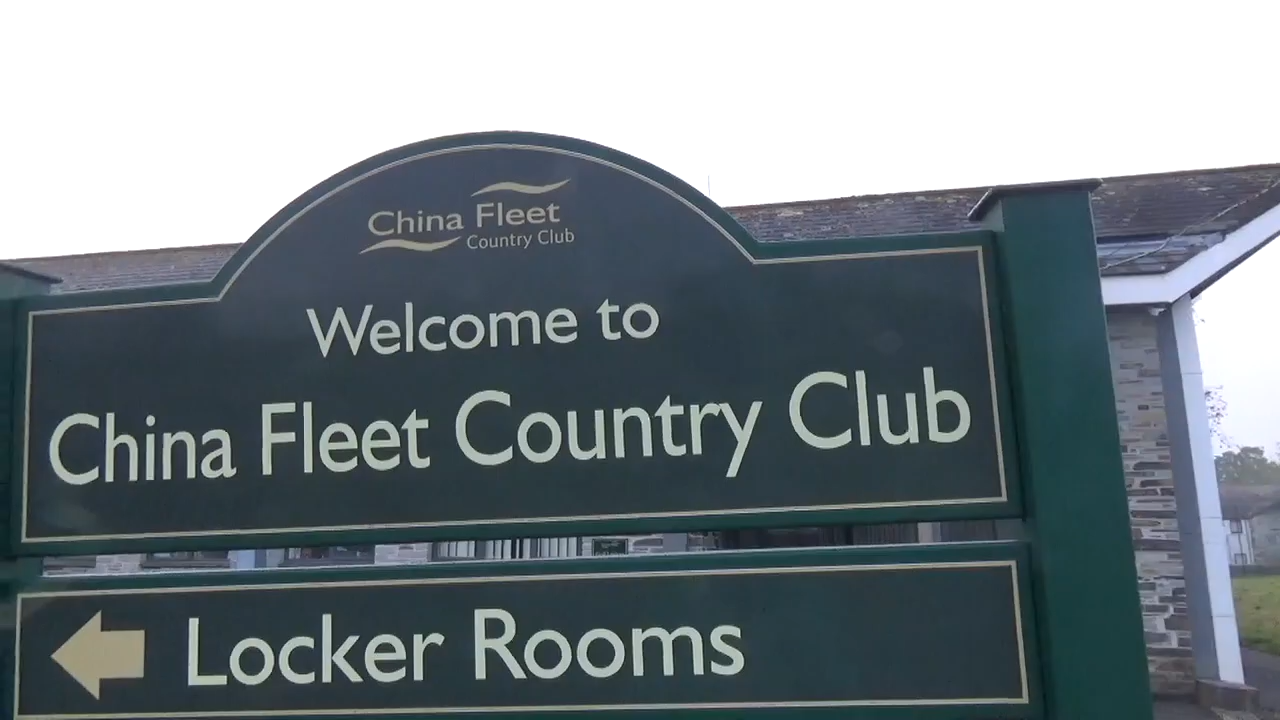 China Fleet
Country Club
Welcome to
China Fleet Country Club
Locker Rooms